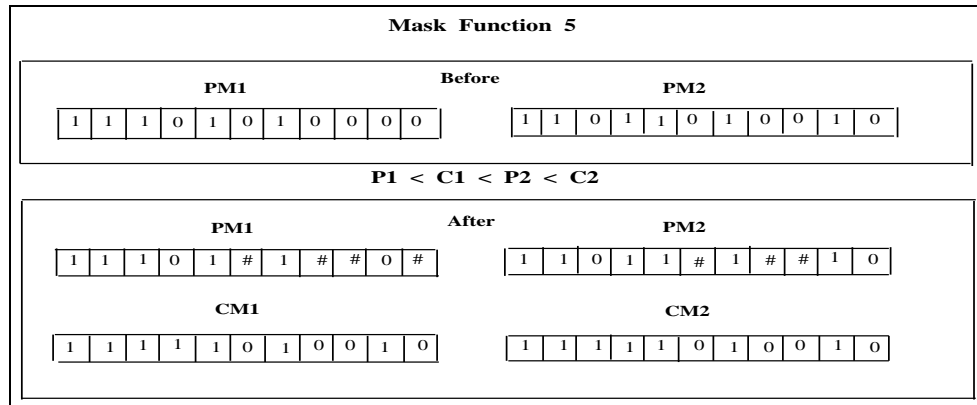 Mask Function 5
Before
PM1 PM2
1 1 1 0 1 0 1 0 0 0 0 1 1 0 1 1 0 1 0 0 1 0
P1 < C1 < P2 < C2
After
PM1 PM2
1 1 1 0 1 # 1 # # 0 # 1 1 0 1 1 # 1 # # 1 0
CM1 CM2
1 1 1 1 1 0 1 0 0 1 0 1 1 1 1 1 0 1 0 0 1 0